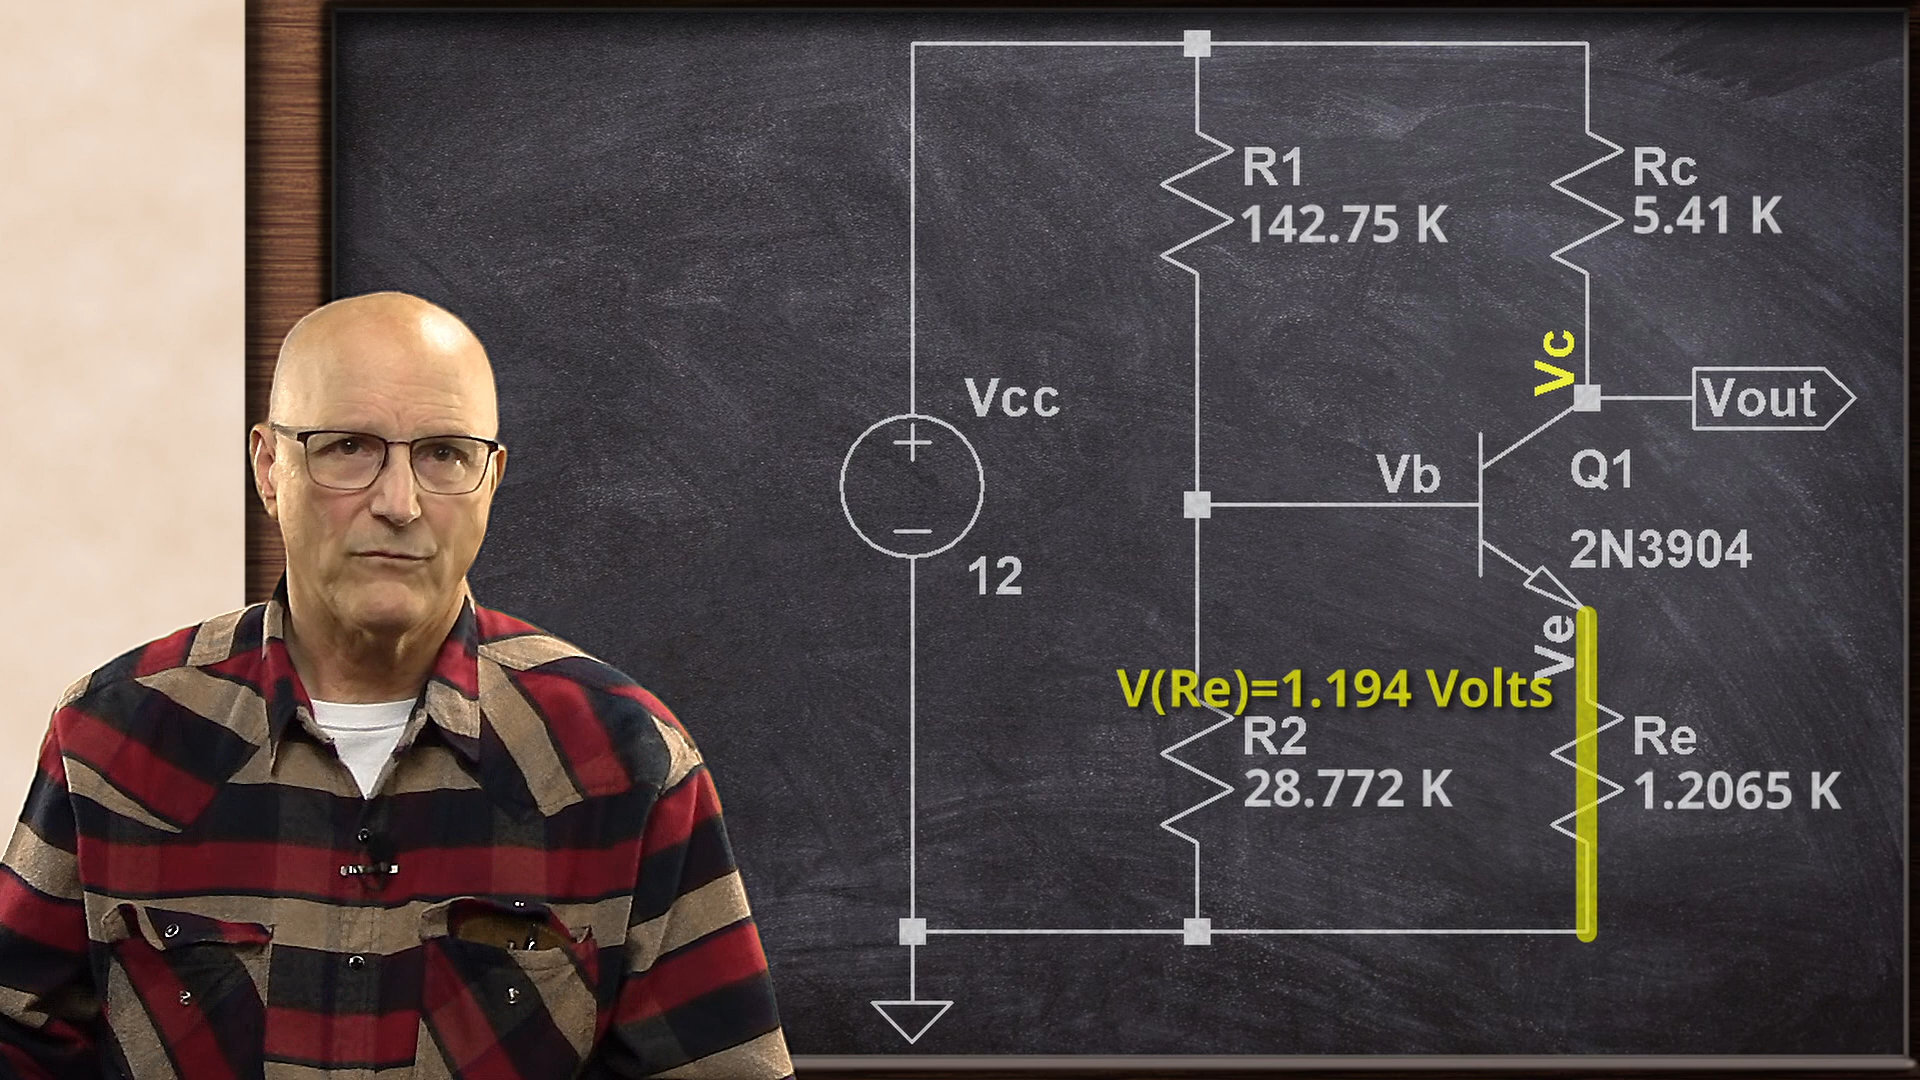 R1
142.75 K
Rc
5.41 K
Vc
Vout
Vcc
12
Vb
Q1
2N3904
Ve
V(Re)=1.194 Volts
R2
28.772 K
Re
1.2065 K